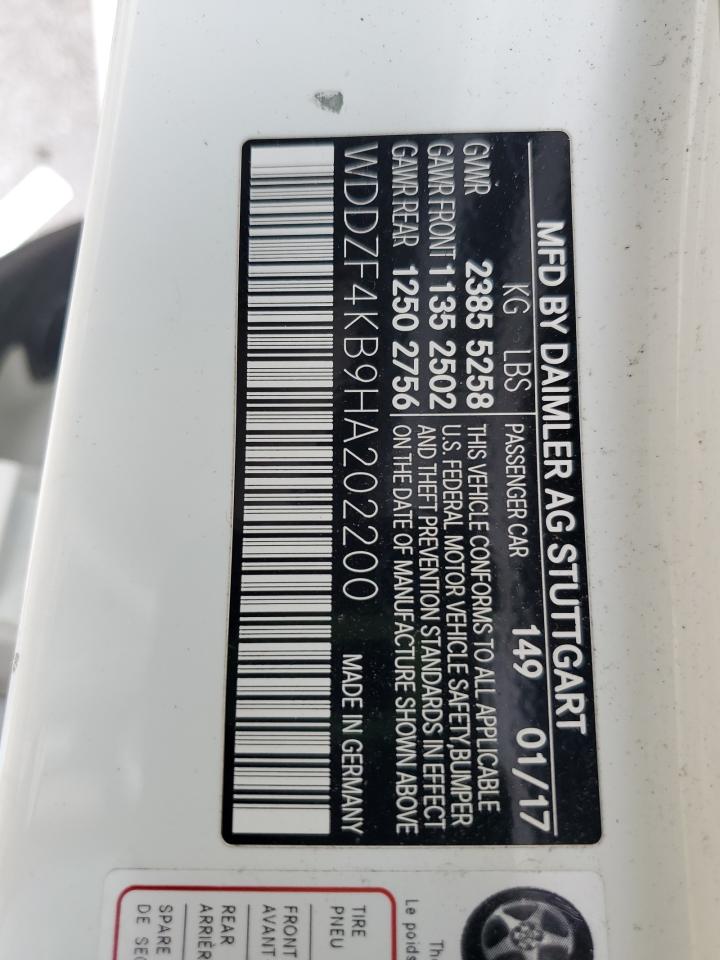 MFD BY DAIMLER AG STUTTGART
KG LBS PASSENGER CAR 149 01/17
GVWR 2385 5258 THIS VEHICLE CONFORMS TO ALL APPLICABLE
GAWR FRONT 1135 2502 U.S. FEDERAL MOTOR VEHICLE SAFETY,BUMPER
AND THEFT PREVENTION STANDARDS IN EFFECT
GAWR REAR 1250 2756 ON THE DATE OF MANUFACTURE SHOWN ABOVE
WDDZF4KB9HA202200 MADE IN GERMANY
Le poids
TIRE
PNEU
FRONT
AVANT
REAR
ARRIÈR
SPARE
DE SEC